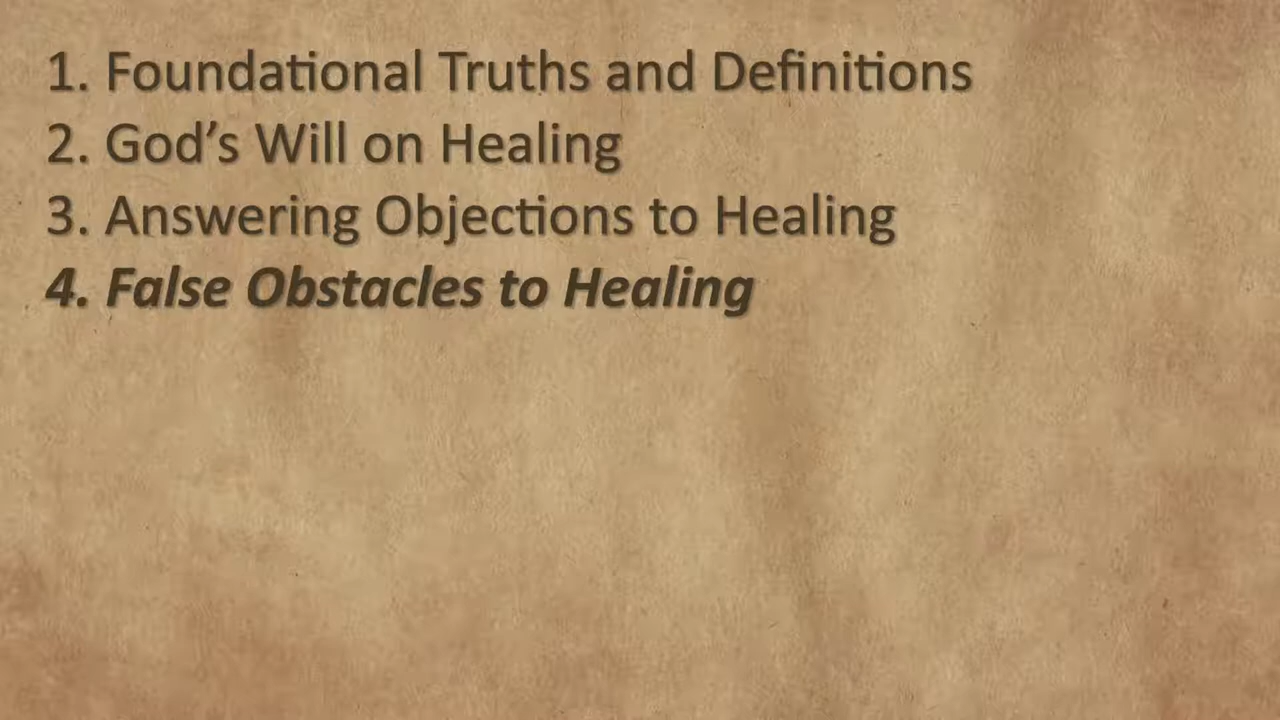 1. Foundational Truths and Definitions
2. God’s Will on Healing
3. Answering Objections to Healing
4. False Obstacles to Healing